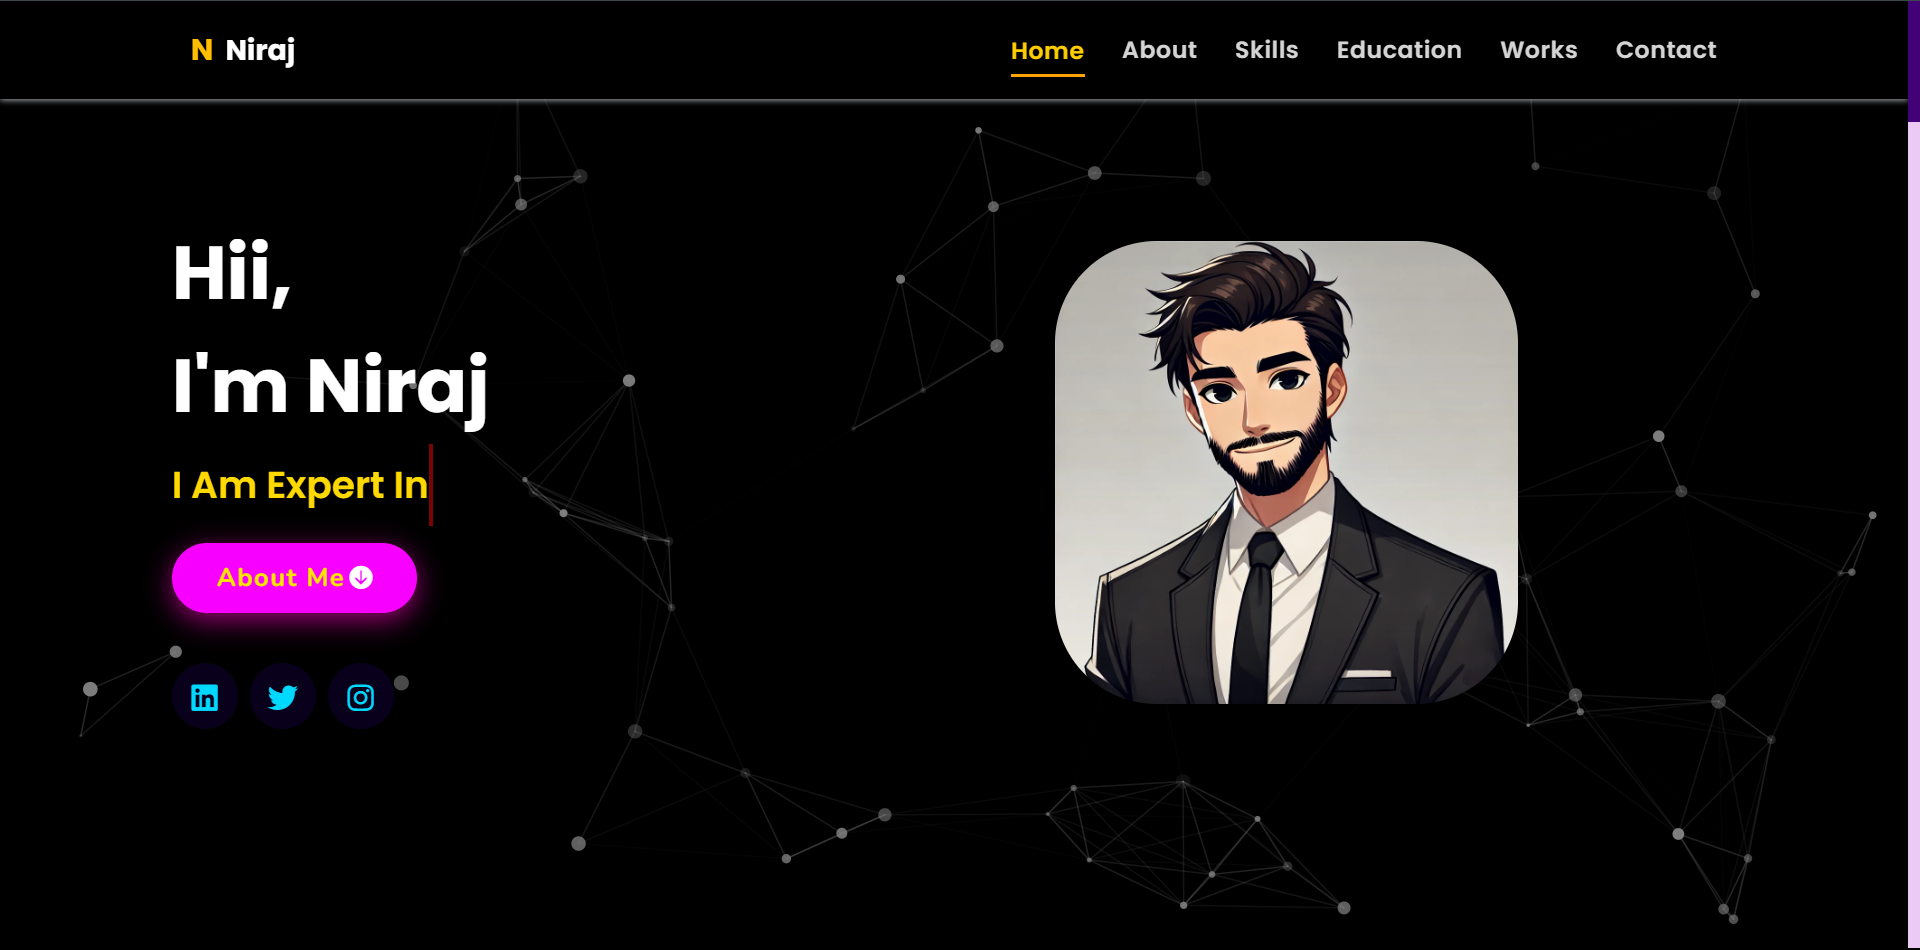 N Niraj
Home About Skills Education Works Contact
Hii,
I'm Niraj
I Am Expert In
About Me